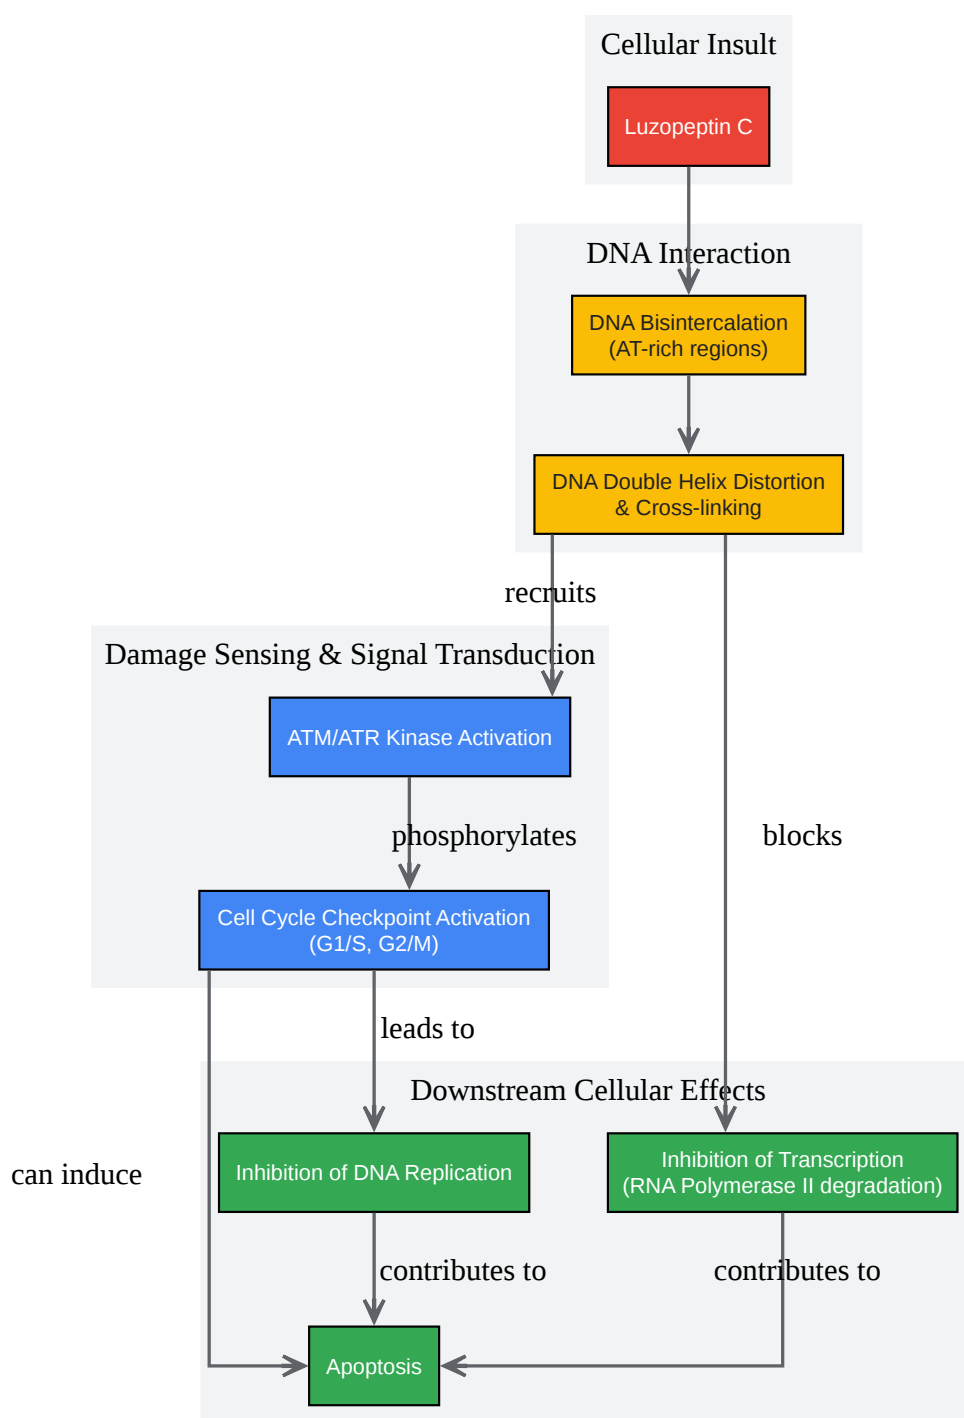 Cellular Insult
Luzopeptin C
DNA Interaction
DNA Bisintercalation
(AT-rich regions)
DNA Double Helix Distortion
& Cross-linking
recruits
Damage Sensing & Signal Transduction
ATM/ATR Kinase Activation
phosphorylates
blocks
Cell Cycle Checkpoint Activation
(G1/S, G2/M)
leads to
Downstream Cellular Effects
can induce
Inhibition of DNA Replication
Inhibition of Transcription
(RNA Polymerase II degradation)
contributes to
contributes to
Apoptosis